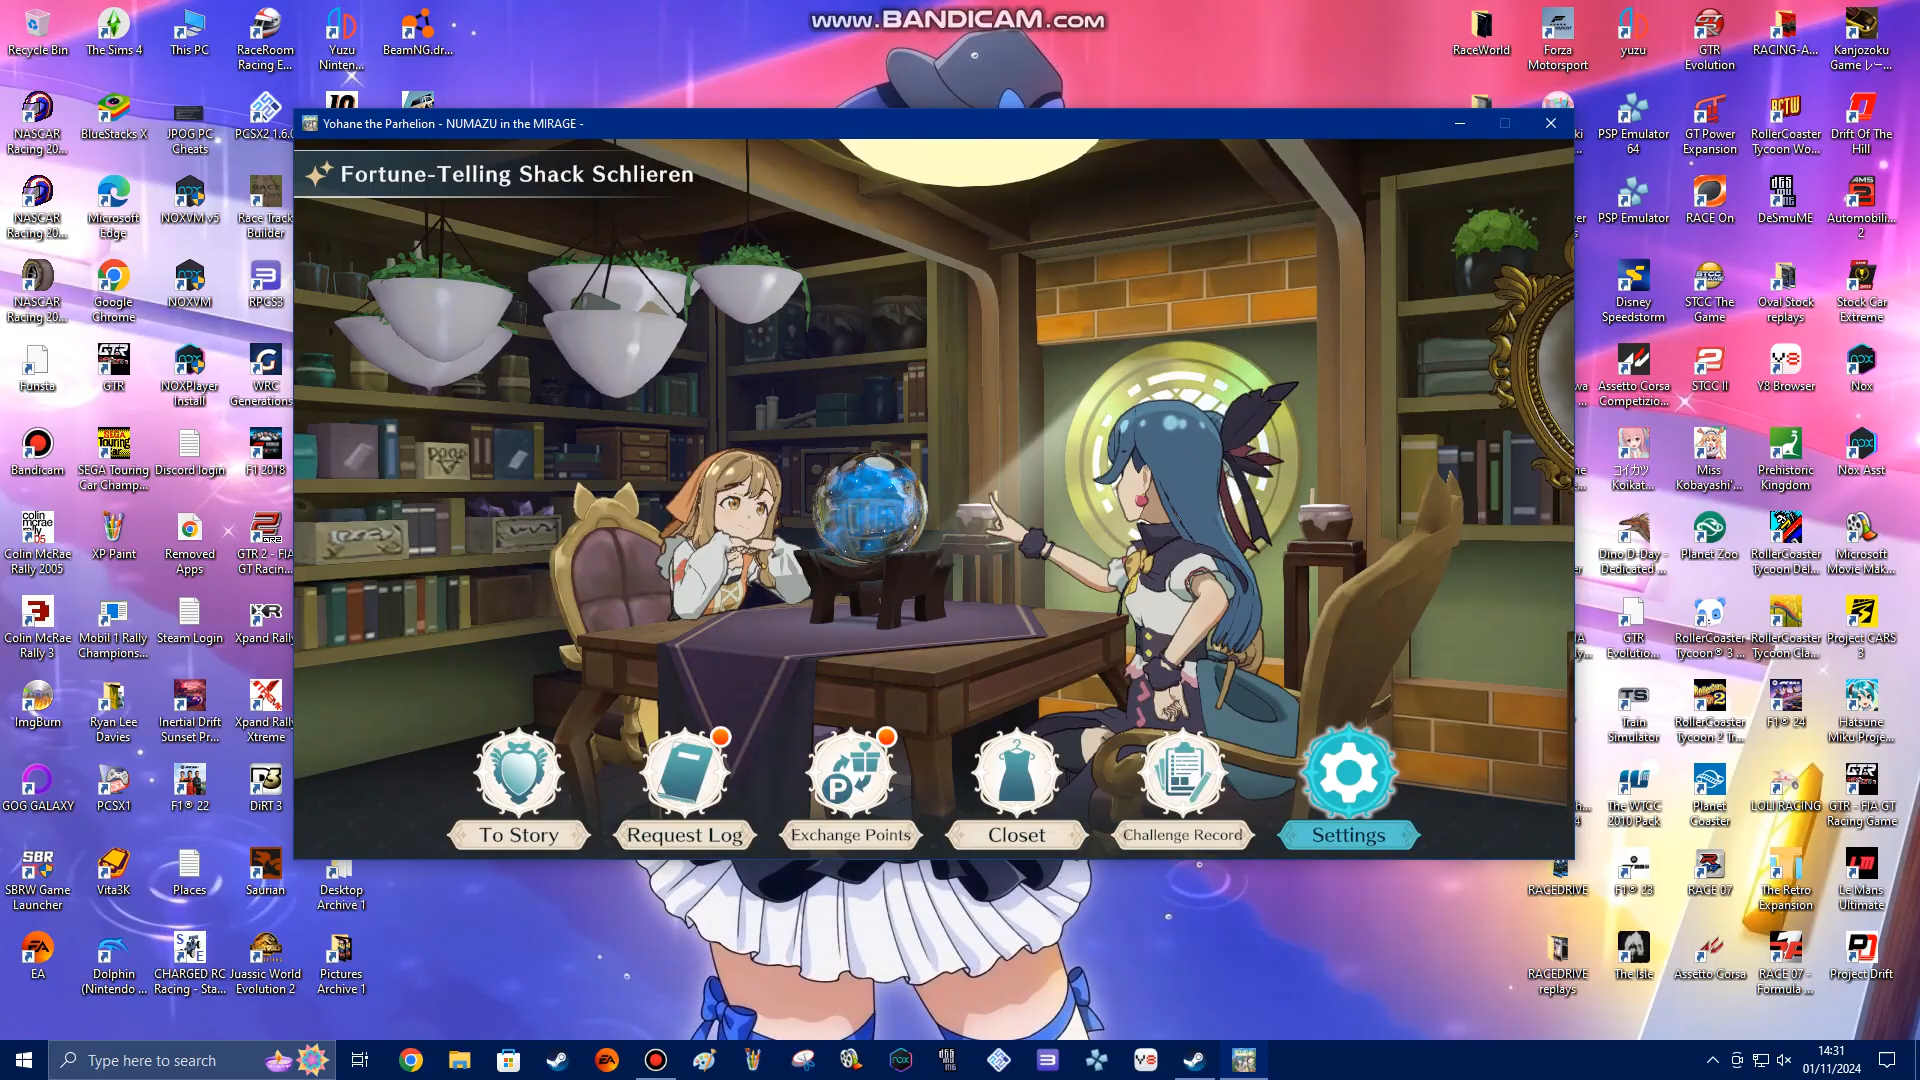 www.BANDICAM.com
Recycle Bin
The Sims 4
This PC
RaceRoom
Racing E...
Yuzu
Ninten...
BeamNG.dr...
RaceWorld
Forza
Motorsport
yuzu
GTR
Evolution
RACING-A...
Kanjozoku
Game レー...
NASCAR
Racing 20...
BlueStacks X
JPOG PC
Cheats
PCSX2 1.6.0
PSP Emulator
64
GT Power
Expansion
RollerCoaster
Tycoon Wo...
Drift Of The
Hill
NASCAR
Racing 20...
Microsoft
Edge
NOXVM v5
Race Track
Builder
PSP Emulator
RACE On
DeSmuME
Automobili...
2
NASCAR
Racing 20...
Google
Chrome
NOXVM
RPCS3
Disney
Speedstorm
STCC The
Game
Oval Stock
replays
Stock Car
Extreme
Funsta
GTR
NOXPlayer
Install
WRC
Generations
Assetto Corsa
Competizio...
STCC II
Y8 Browser
Nox
Bandicam
SEGA Touring
Car Champ...
Discord login
F1 2018
コイカツ
Koikat...
Miss
Kobayashi'...
Prehistoric
Kingdom
Nox Asst
Colin McRae
Rally 2005
XP Paint
Removed
Apps
GTR 2 - FIA
GT Racin...
Dino D-Day -
Dedicated ...
Planet Zoo
RollerCoaster
Tycoon Del...
Microsoft
Movie Mak...
Colin McRae
Rally 3
Mobil 1 Rally
Champions...
Steam Login
Xpand Rally
GTR
Evolutio...
RollerCoaster
Tycoon® 3 ...
RollerCoaster
Tycoon Cla...
Project CARS
3
ImgBurn
Ryan Lee
Davies
Inertial Drift
Sunset Pr...
Xpand Rally
Xtreme
Train
Simulator
RollerCoaster
Tycoon 2 Tr...
F1® 24
Hatsune
Miku Proje...
GOG GALAXY
PCSX1
F1® 22
DiRT 3
The WTCC
2010 Pack
Planet
Coaster
LOLI RACING
GTR - FIA GT
Racing Game
SBRW Game
Launcher
Vita3K
Places
Saurian
Desktop
Archive 1
RAGEDRIVE
F1® 23
RACE 07
The Retro
Expansion
Le Mans
Ultimate
EA
Dolphin
(Nintendo ...
CHARGED RC
Racing - Sta...
Juassic World
Evolution 2
Pictures
Archive 1
RAGEDRIVE
replays
The Isle
Assetto Corsa
RACE 07 -
Formula ...
Project Drift
Yohane the Parhelion - NUMAZU in the MIRAGE -
Fortune-Telling Shack Schlieren
To Story
Request Log
Exchange Points
Closet
Challenge Record
Settings
Type here to search
14:31
01/11/2024